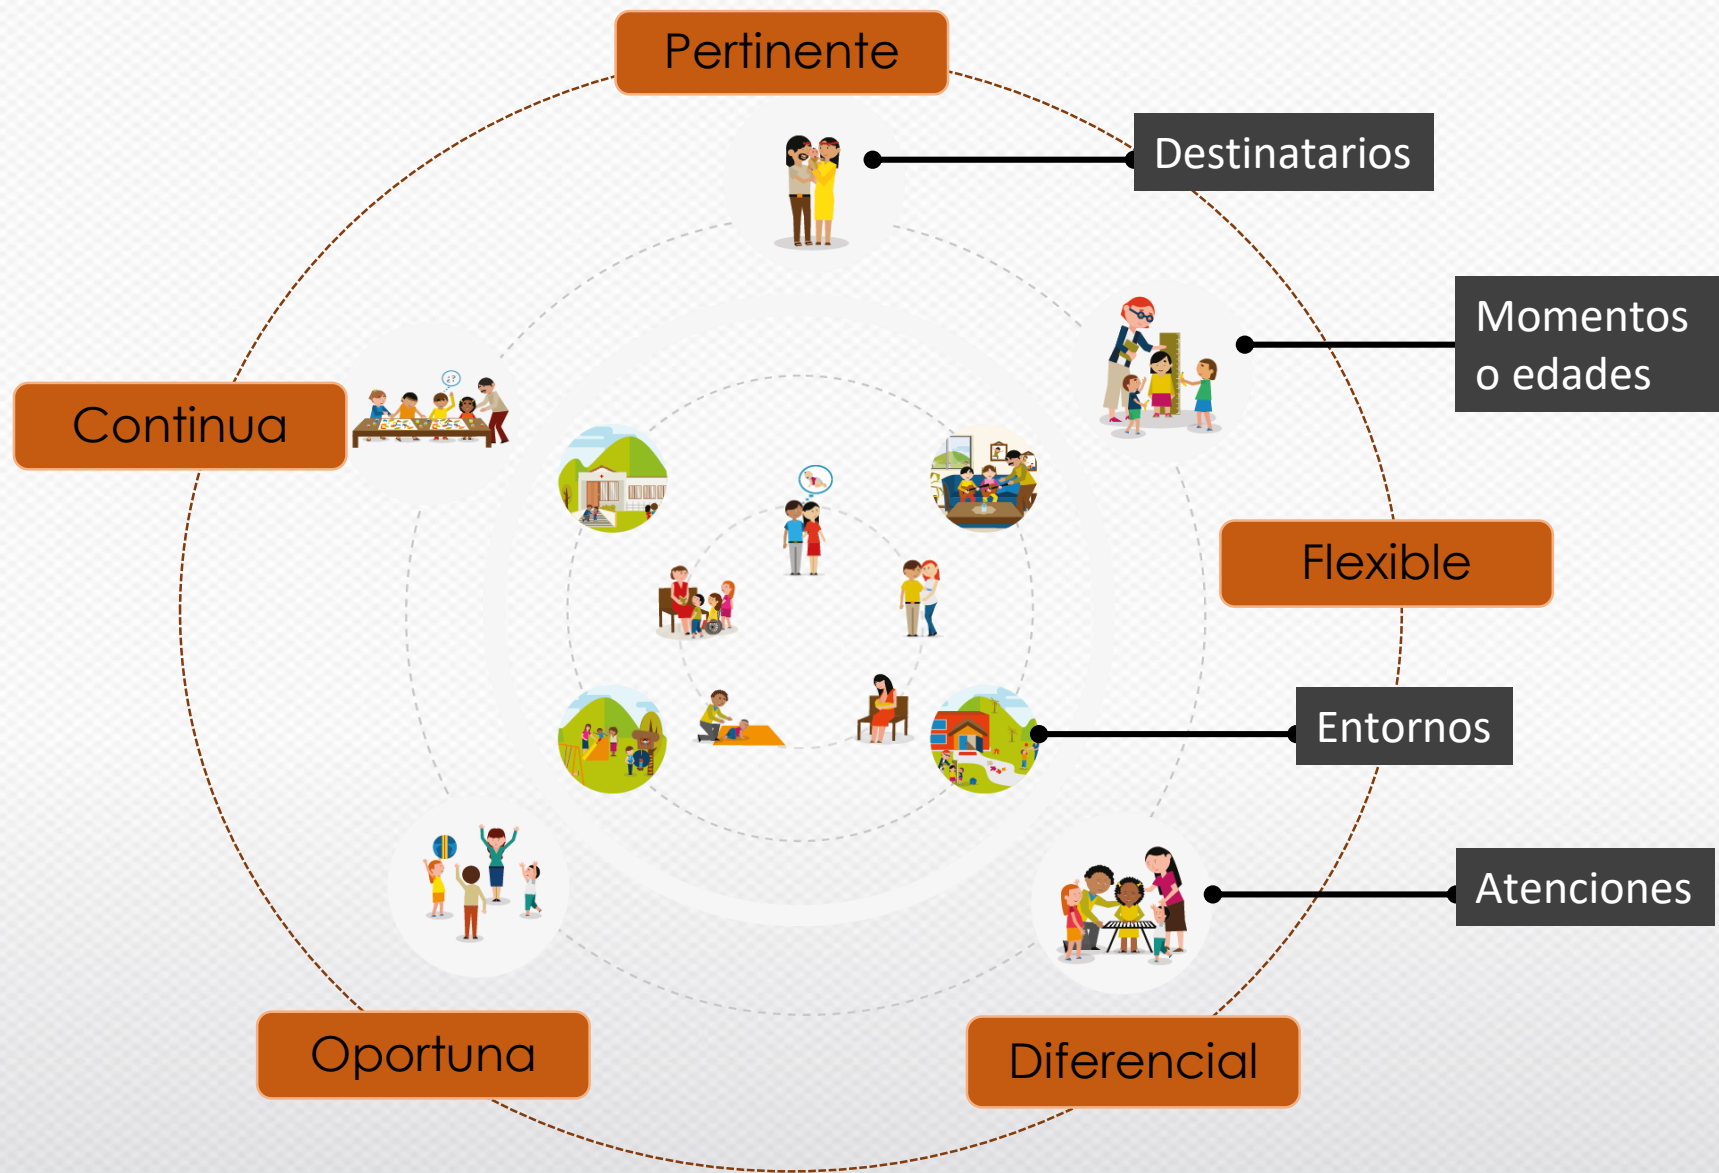 Pertinente
Destinatarios
Momentos
o edades
Continua
Flexible
Entornos
Atenciones
Oportuna
Diferencial